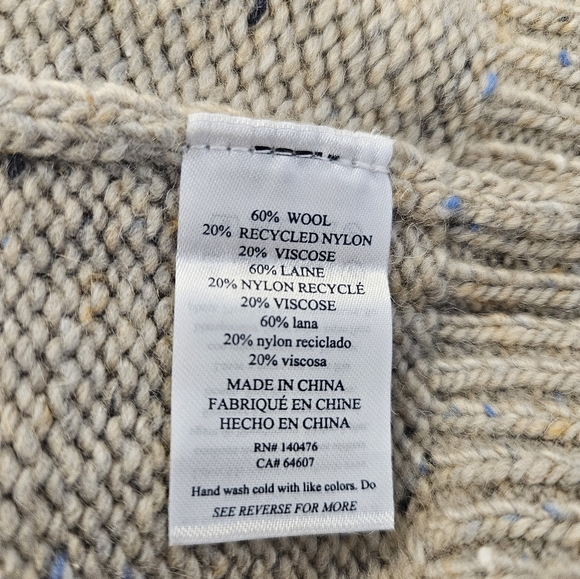 60% WOOL
20% RECYCLED NYLON
20% VISCOSE
60% LAINE
20% NYLON RECYCLÉ
20% VISCOSE
60% lana
20% nylon reciclado
20% viscosa
MADE IN CHINA
FABRIQUÉ EN CHINE
HECHO EN CHINA
RN# 140476
CA# 64607
Hand wash cold with like colors. Do
SEE REVERSE FOR MORE